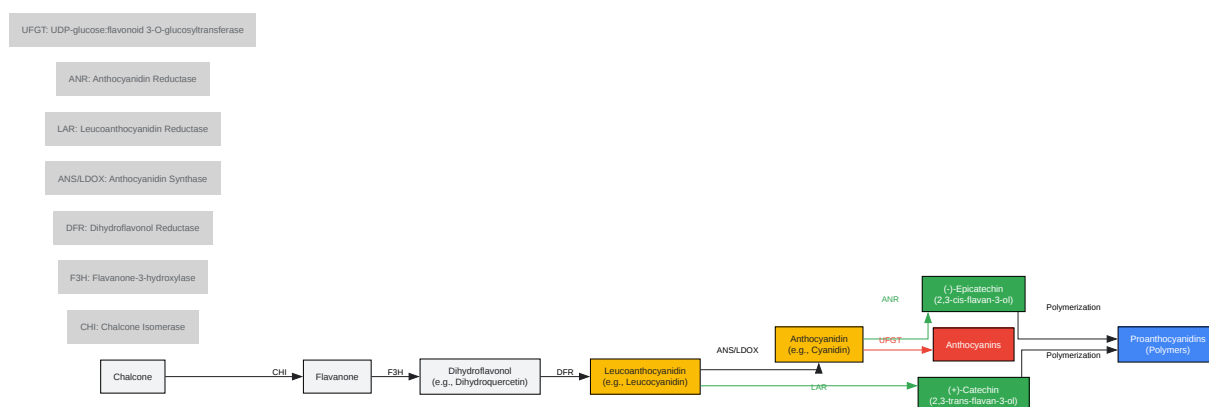 UFGT: UDP-glucose:flavonoid 3-O-glucosyltransferase
ANR: Anthocyanidin Reductase
LAR: Leucoanthocyanidin Reductase
ANS/LDOX: Anthocyanidin Synthase
DFR: Dihydroflavonol Reductase
F3H: Flavanone-3-hydroxylase
CHI: Chalcone Isomerase
Chalcone
CHI
Flavanone
F3H
Dihydroflavonol
(e.g., Dihydroquercetin)
DFR
Leucoanthocyanidin
(e.g., Leucocyanidin)
ANS/LDOX
LAR
Anthocyanidin
(e.g., Cyanidin)
ANR
UFGT
(-)-Epicatechin
(2,3-cis-flavan-3-ol)
Anthocyanins
(+)-Catechin
(2,3-trans-flavan-3-ol)
Polymerization
Polymerization
Proanthocyanidins
(Polymers)